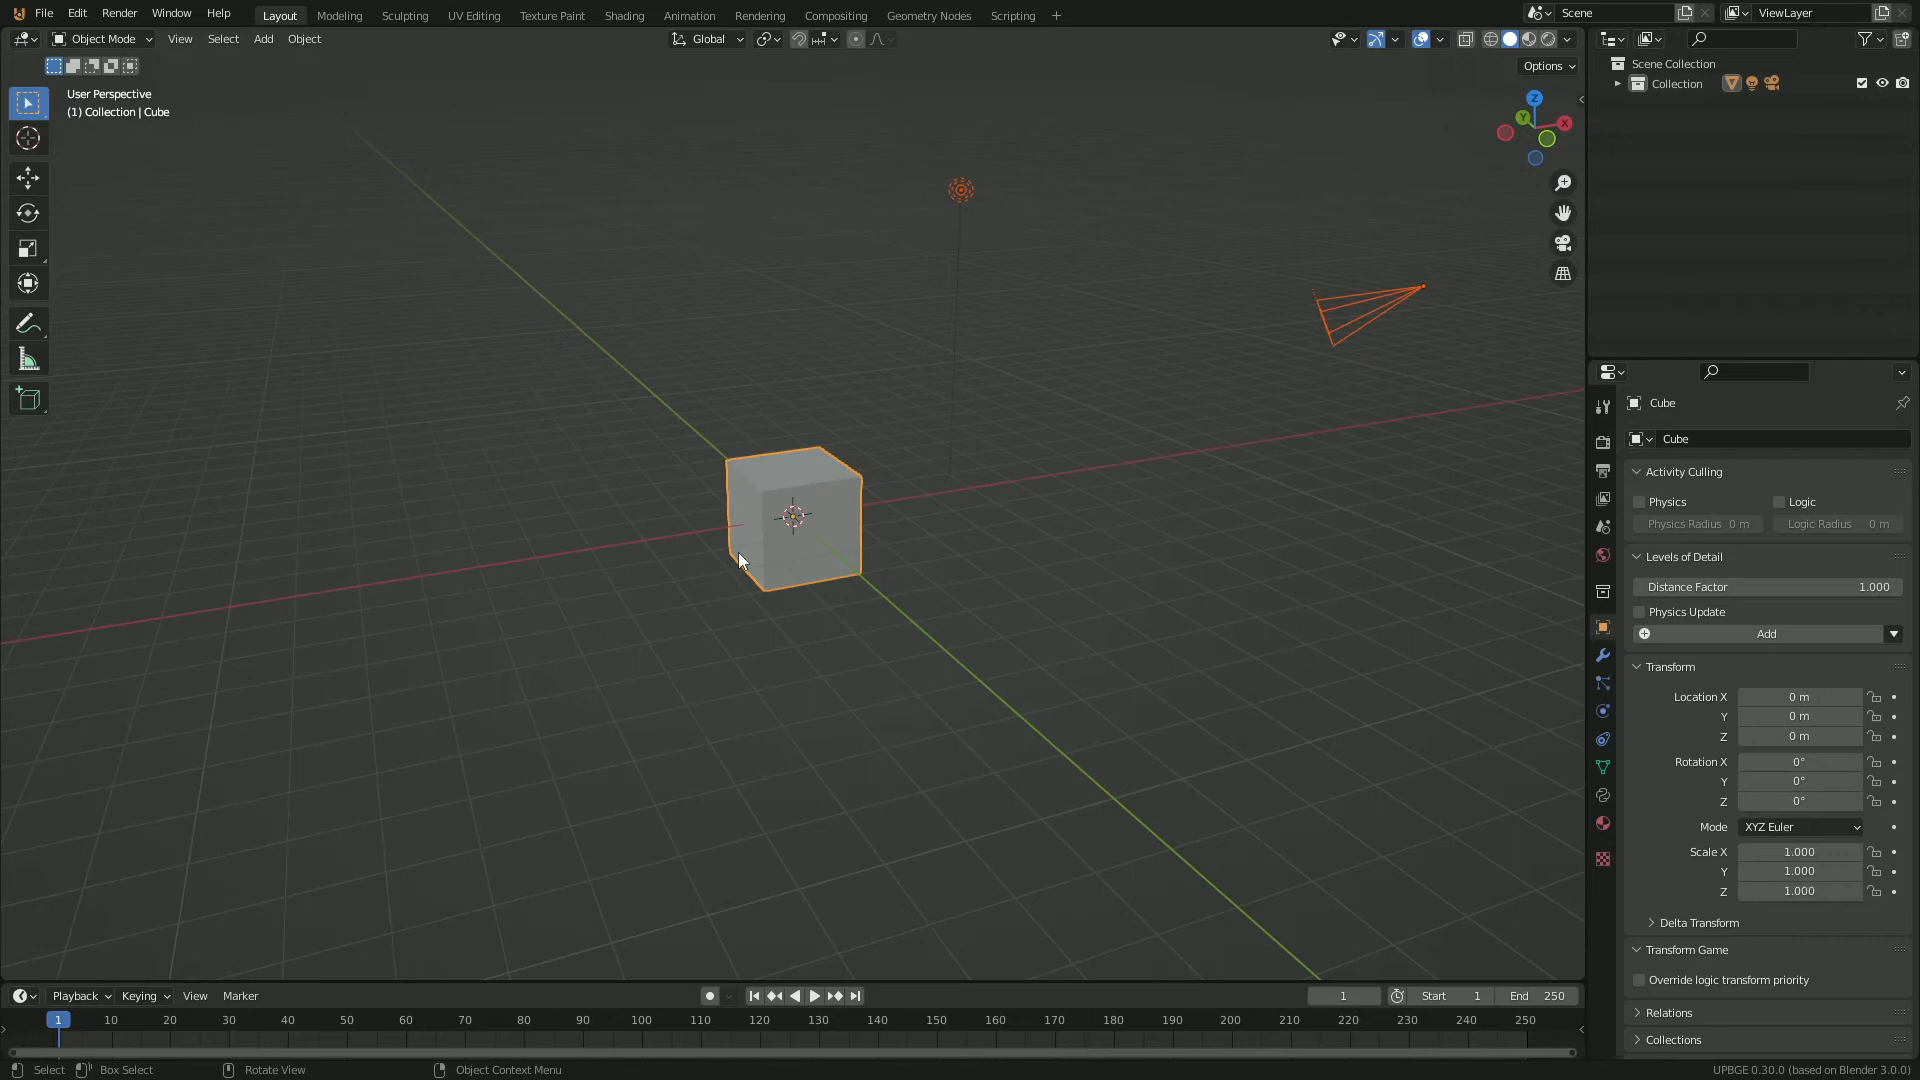 File Edit Render Window Help Layout Modeling Sculpting UV Editing Texture Paint Shading Animation Rendering Compositing Geometry Nodes Scripting + Scene ViewLayer
Object Mode View Select Add Object Global
Options
User Perspective
(1) Collection | Cube
Z
Y
X
Scene Collection
Collection
Cube
Cube
Activity Culling
Physics Logic
Physics Radius 0 m Logic Radius 0 m
Levels of Detail
Distance Factor 1.000
Physics Update
Add
Transform
Location X 0 m
Y 0 m
Z 0 m
Rotation X 0°
Y 0°
Z 0°
Mode XYZ Euler
Scale X 1.000
Y 1.000
Z 1.000
Delta Transform
Transform Game
Override logic transform priority
Relations
Collections
Playback Keying View Marker 1 Start 1 End 250
1 10 20 30 40 50 60 70 80 90 100 110 120 130 140 150 160 170 180 190 200 210 220 230 240 250
Select Box Select Rotate View Object Context Menu UPBGE 0.30.0 (based on Blender 3.0.0)